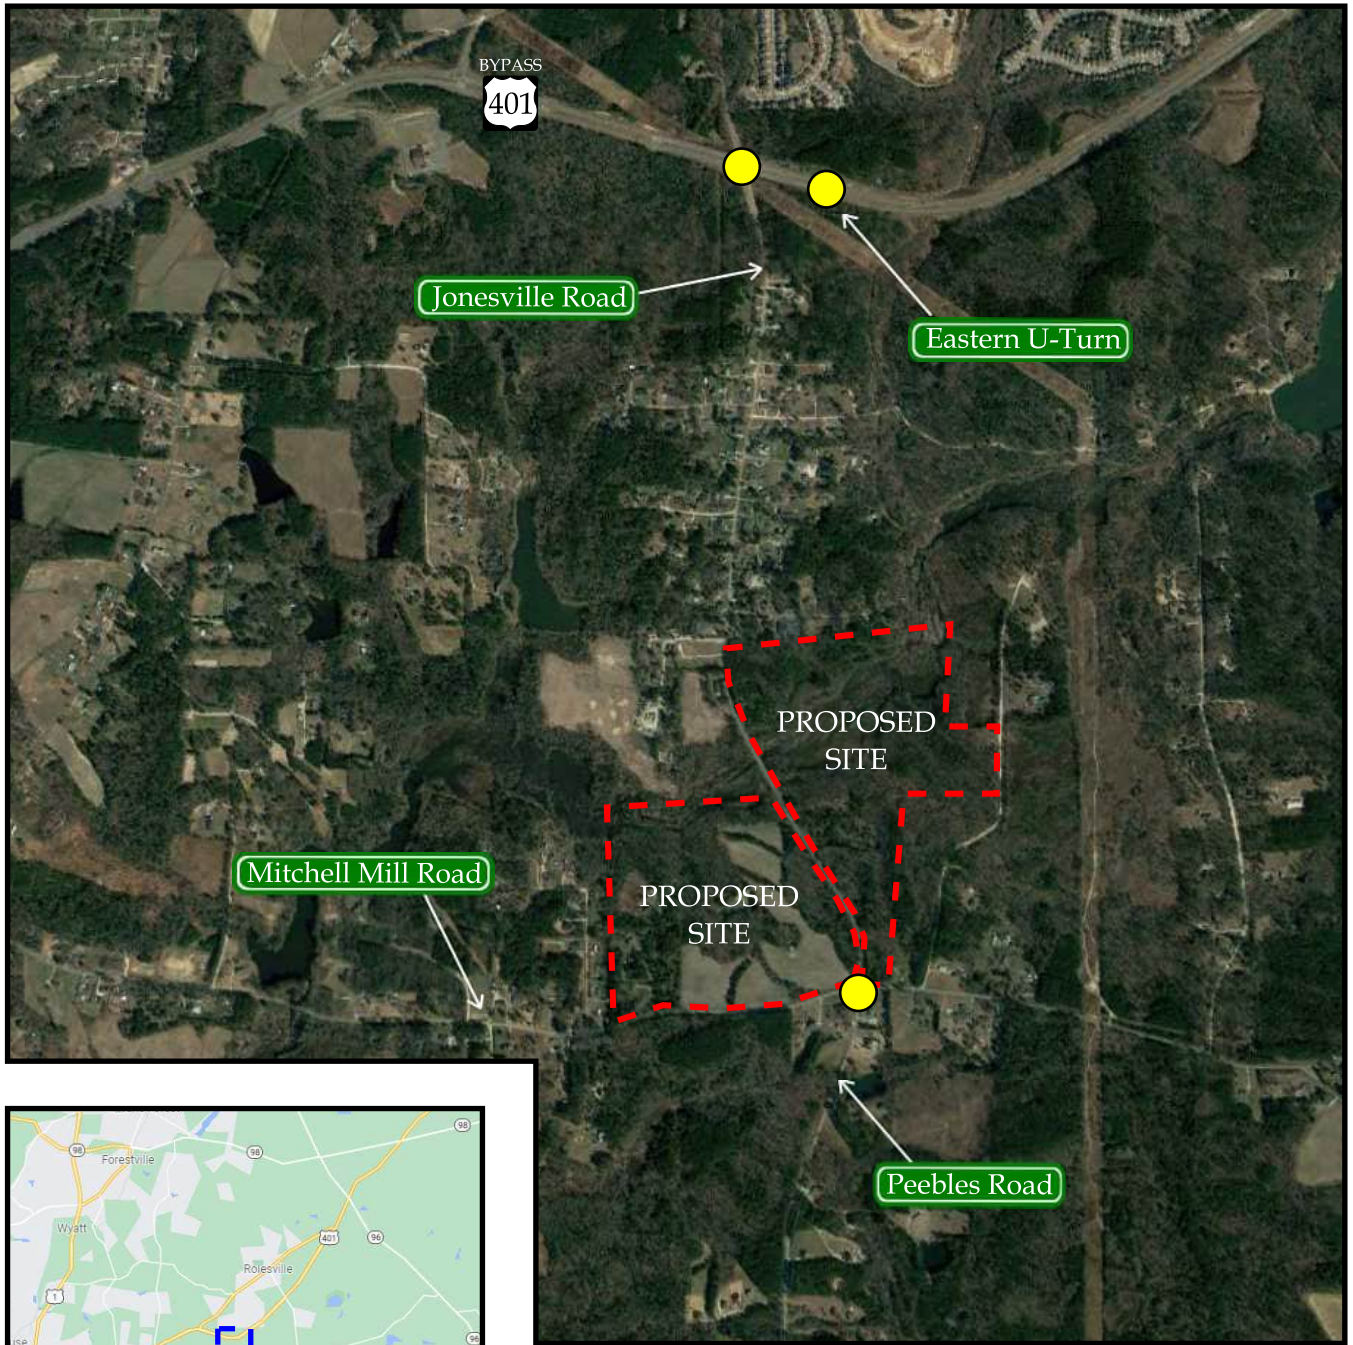 BYPASS
401
Jonesville Road
Eastern U-Turn
PROPOSED
SITE
Mitchell Mill Road
PROPOSED
SITE
Peebles Road
98
98
98
Forestville
Wyatt
401
96
Rolesville
1
96